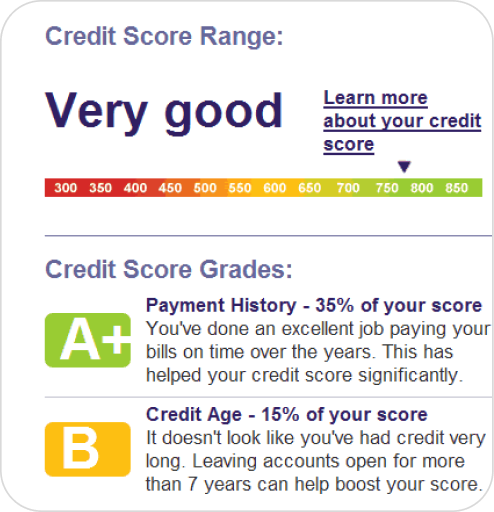 Credit Score Range:
Very good
Learn more
about your credit
score
300 350 400 450 500 550 600 650 700 750 800 850
Credit Score Grades:
A+
Payment History - 35% of your score
You've done an excellent job paying your
bills on time over the years. This has
helped your credit score significantly.
B
Credit Age - 15% of your score
It doesn't look like you've had credit very
long. Leaving accounts open for more
than 7 years can help boost your score.